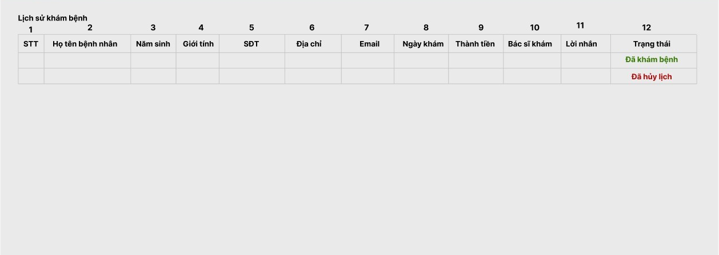 Lịch sử khám bệnh
1 2 3 4 5 6 7 8 9 10 11 12
STT Họ tên bệnh nhân Năm sinh Giới tính SĐT Địa chỉ Email Ngày khám Thành tiền Bác sĩ khám Lời nhắn Trạng thái
Đã khám bệnh
Đã hủy lịch